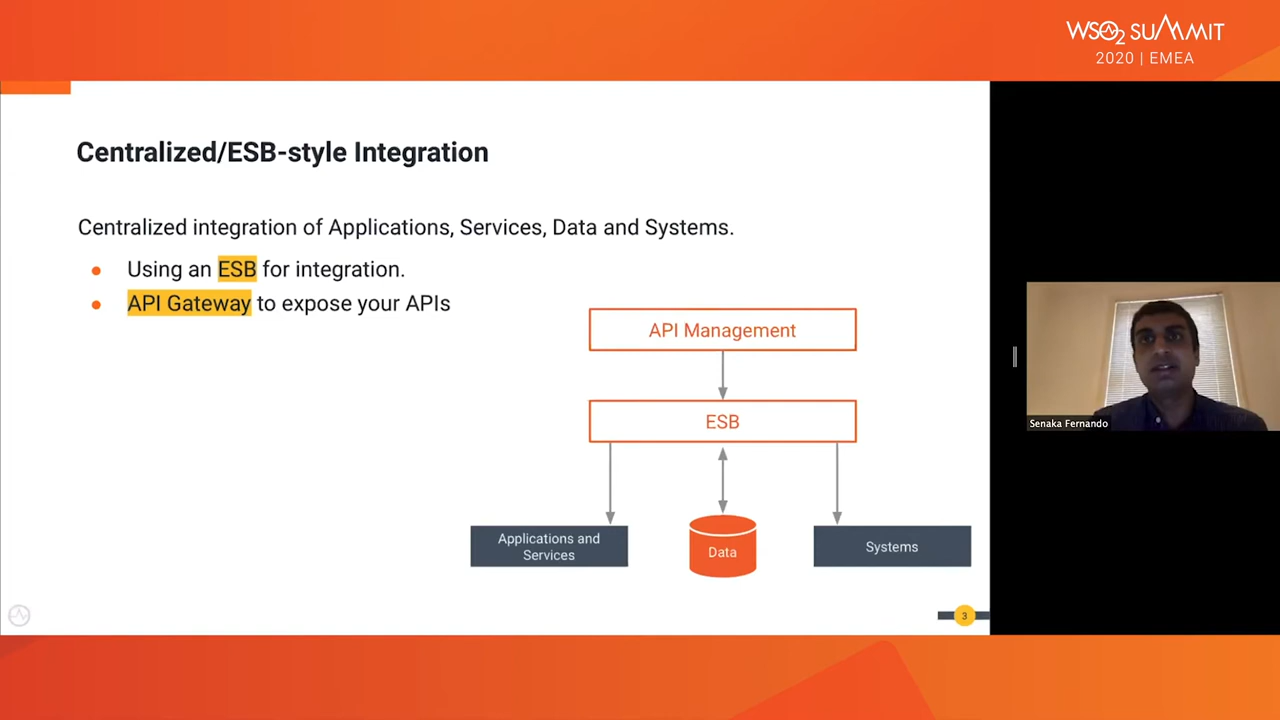 WSO2 SUMMIT
2020 | EMEA
Centralized/ESB-style Integration
Centralized integration of Applications, Services, Data and Systems.
Using an ESB for integration.
API Gateway to expose your APIs
API Management
ESB
Applications and
Services
Data
Systems
Senaka Fernando
3